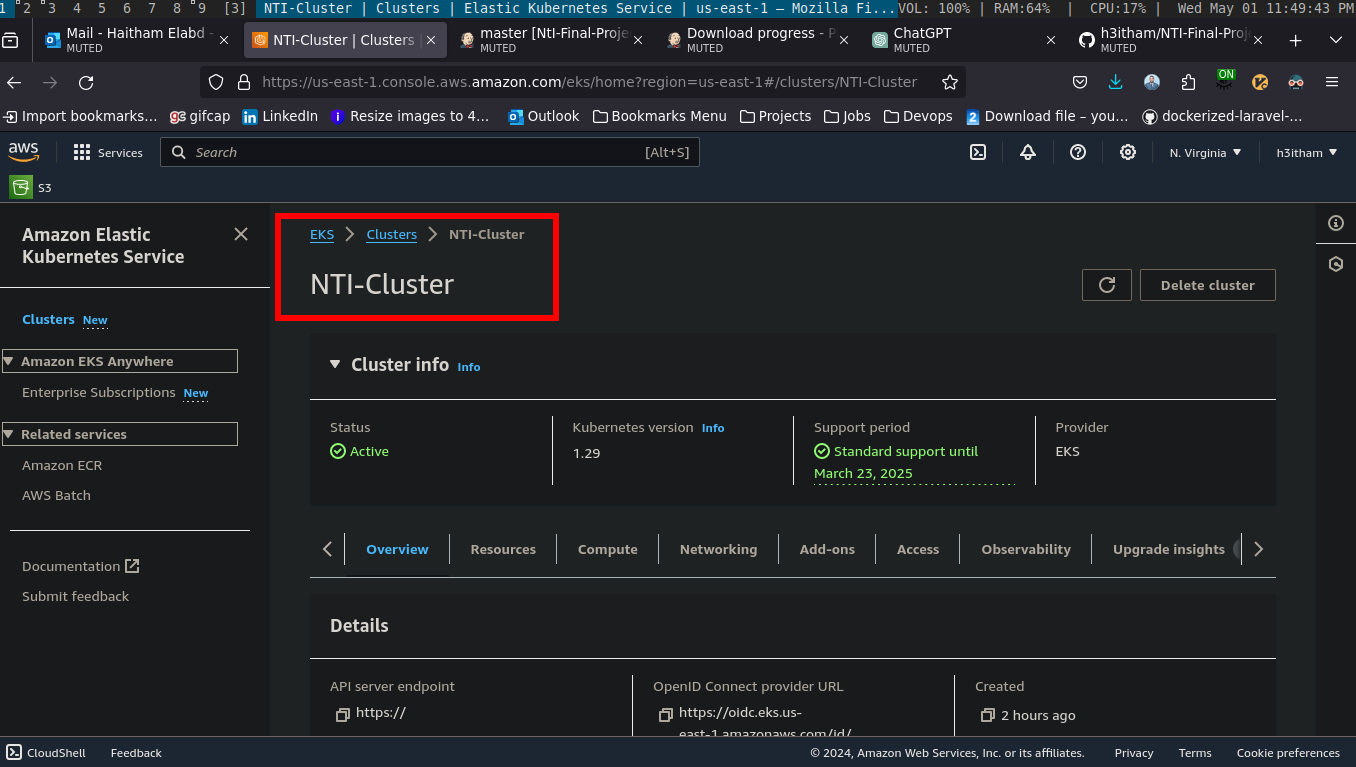 1 2 3 4 5 6 7 8 9 [3] NTI-Cluster | Clusters | Elastic Kubernetes Service | us-east-1 — Mozilla Fi... VOL: 100% | RAM:64% | CPU:17% | Wed May 01 11:49:43 PM
Mail - Haitham Elabd -
MUTED
NTI-Cluster | Clusters |
master [Nti-Final-Proje
MUTED
Download progress - P
MUTED
ChatGPT
MUTED
h3itham/NTI-Final-Proj
MUTED
https://us-east-1.console.aws.amazon.com/eks/home?region=us-east-1#/clusters/NTI-Cluster
ON
Import bookmarks...
gc gifcap
in LinkedIn
i Resize images to 4...
Outlook
Bookmarks Menu
Projects
Jobs
Devops
2 Download file – you...
dockerized-laravel-...
aws
Services
Search
[Alt+S]
N. Virginia
h3itham
S3
Amazon Elastic
Kubernetes Service
Clusters New
Amazon EKS Anywhere
Enterprise Subscriptions New
Related services
Amazon ECR
AWS Batch
Documentation
Submit feedback
EKS > Clusters > NTI-Cluster
NTI-Cluster
Delete cluster
Cluster info Info
Status
Active
Kubernetes version Info
1.29
Support period
Standard support until
March 23, 2025
Provider
EKS
Overview
Resources
Compute
Networking
Add-ons
Access
Observability
Upgrade insights
Details
API server endpoint
https://
OpenID Connect provider URL
https://oidc.eks.us-
east-1.amazonaws.com/id/
Created
2 hours ago
CloudShell
Feedback
© 2024, Amazon Web Services, Inc. or its affiliates.
Privacy
Terms
Cookie preferences